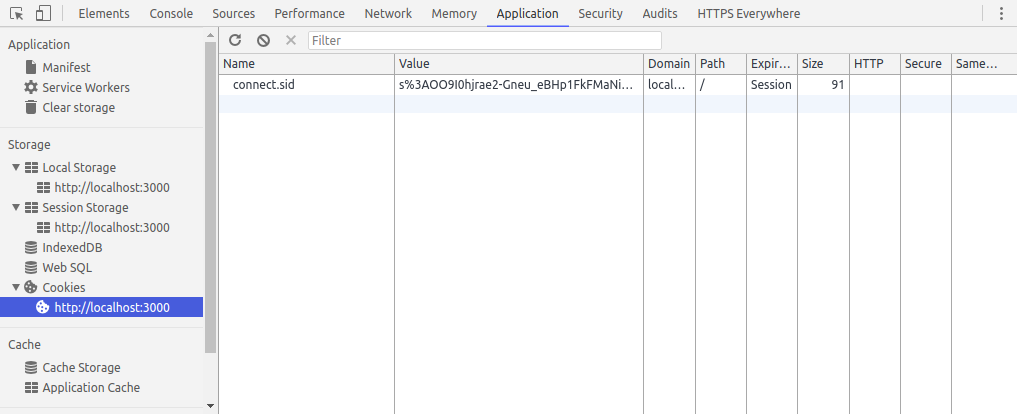 Elements Console Sources Performance Network Memory Application Security Audits HTTPS Everywhere
Application
Manifest
Service Workers
Clear storage
Storage
Local Storage
http://localhost:3000
Session Storage
http://localhost:3000
IndexedDB
Web SQL
Cookies
http://localhost:3000
Cache
Cache Storage
Application Cache
Filter
Name Value Domain Path Expir... Size HTTP Secure Same...
connect.sid s%3AOO9I0hjrae2-Gneu_eBHp1FkFMaNi... local... / Session 91